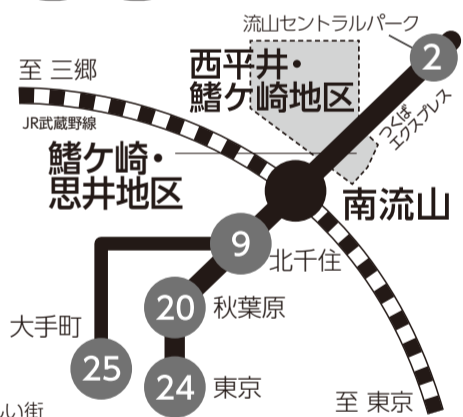 流山セントラルパーク
2
至 三郷
西平井・
鰭ケ崎地区
JR武蔵野線
つくば
エクスプレス
鰭ケ崎・
思井地区
南流山
9
北千住
20
秋葉原
大手町
25
24
東京
至 東京
しい街